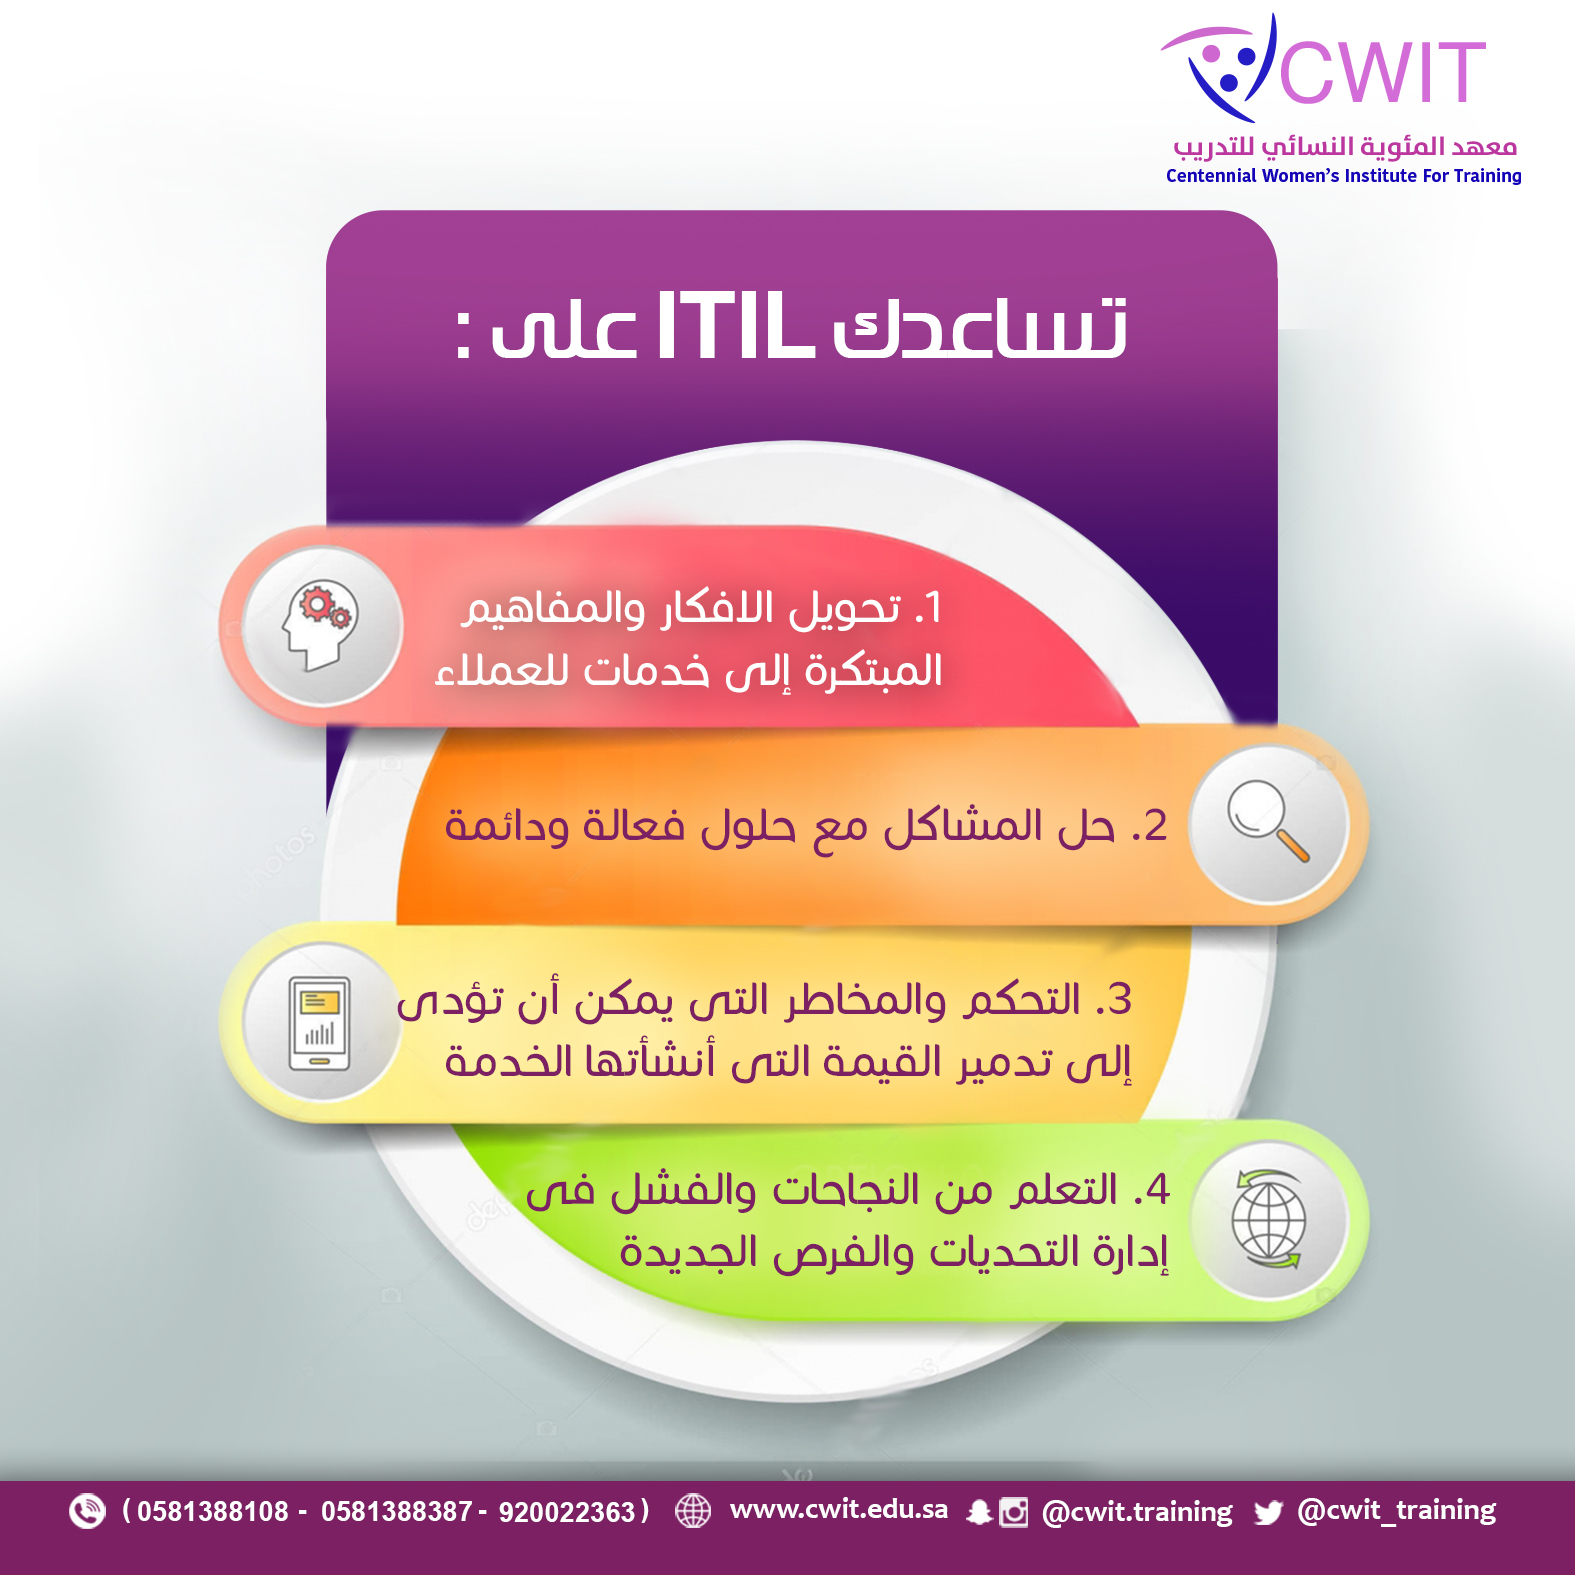 CWIT
معهد المئوية النسائي للتدريب
Centennial Women's Institute For Training
تساعدك ITIL على :
1. تحويل الافكار والمفاهيم
المبتكرة إلى خدمات للعملاء
2. حل المشاكل مع حلول فعالة ودائمة
3. التحكم والمخاطر التى يمكن أن تؤدى
إلى تدمير القيمة التى أنشأتها الخدمة
4. التعلم من النجاحات والفشل فى
إدارة التحديات والفرص الجديدة
( 0581388108 - 0581388387 - 920022363 ) www.cwit.edu.sa @cwit.training @cwit_training